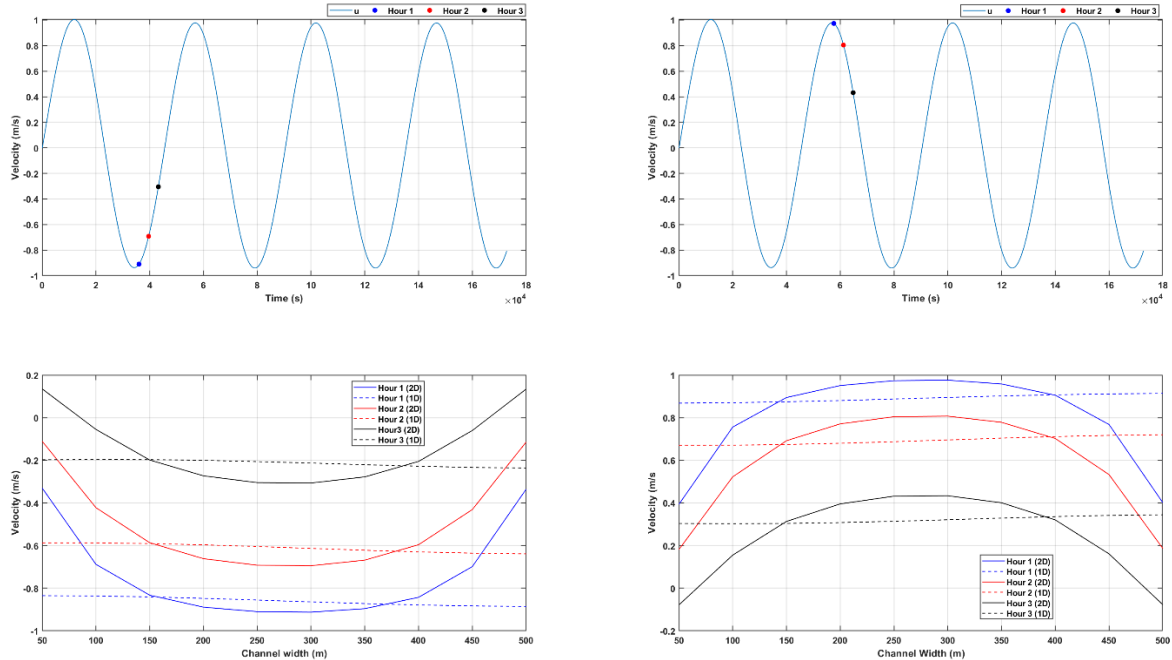 u Hour 1 Hour 2 Hour 3
1
0.8
0.6
0.4
0.2
0
-0.2
-0.4
-0.6
-0.8
-1
Velocity (m/s)
0 2 4 6 8 10 12 14 16 18
Time (s)
×10^4
u Hour 1 Hour 2 Hour 3
1
0.8
0.6
0.4
0.2
0
-0.2
-0.4
-0.6
-0.8
-1
Velocity (m/s)
0 2 4 6 8 10 12 14 16 18
Time (s)
×10^4
0.2
0
-0.2
-0.4
-0.6
-0.8
-1
Velocity (m/s)
Hour 1 (2D)
Hour 1 (1D)
Hour 2 (2D)
Hour 2 (1D)
Hour3 (2D)
Hour 3 (1D)
50 100 150 200 250 300 350 400 450 500
Channel width (m)
1
0.8
0.6
0.4
0.2
0
-0.2
Velocity (m/s)
Hour 1 (2D)
Hour 1 (1D)
Hour 2 (2D)
Hour 2 (1D)
Hour 3 (2D)
Hour 3 (1D)
50 100 150 200 250 300 350 400 450 500
Channel Width (m)